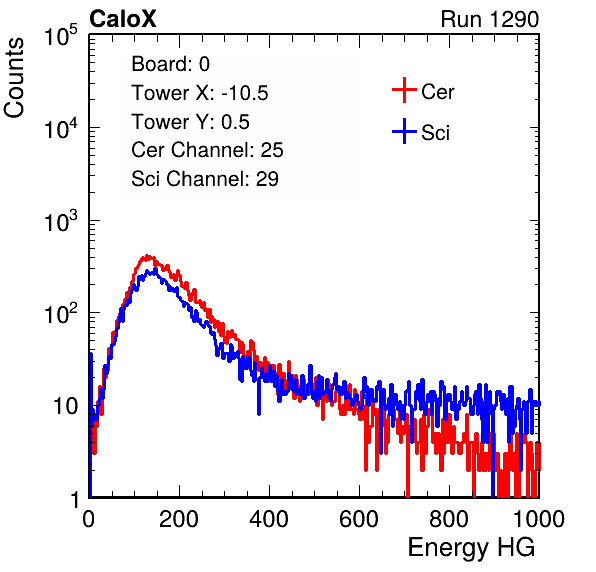 CaloX Run 1290
Counts
10^5
10^4
10^3
10^2
10
1
Board: 0
Tower X: -10.5
Tower Y: 0.5
Cer Channel: 25
Sci Channel: 29
Cer
Sci
0 200 400 600 800 1000
Energy HG